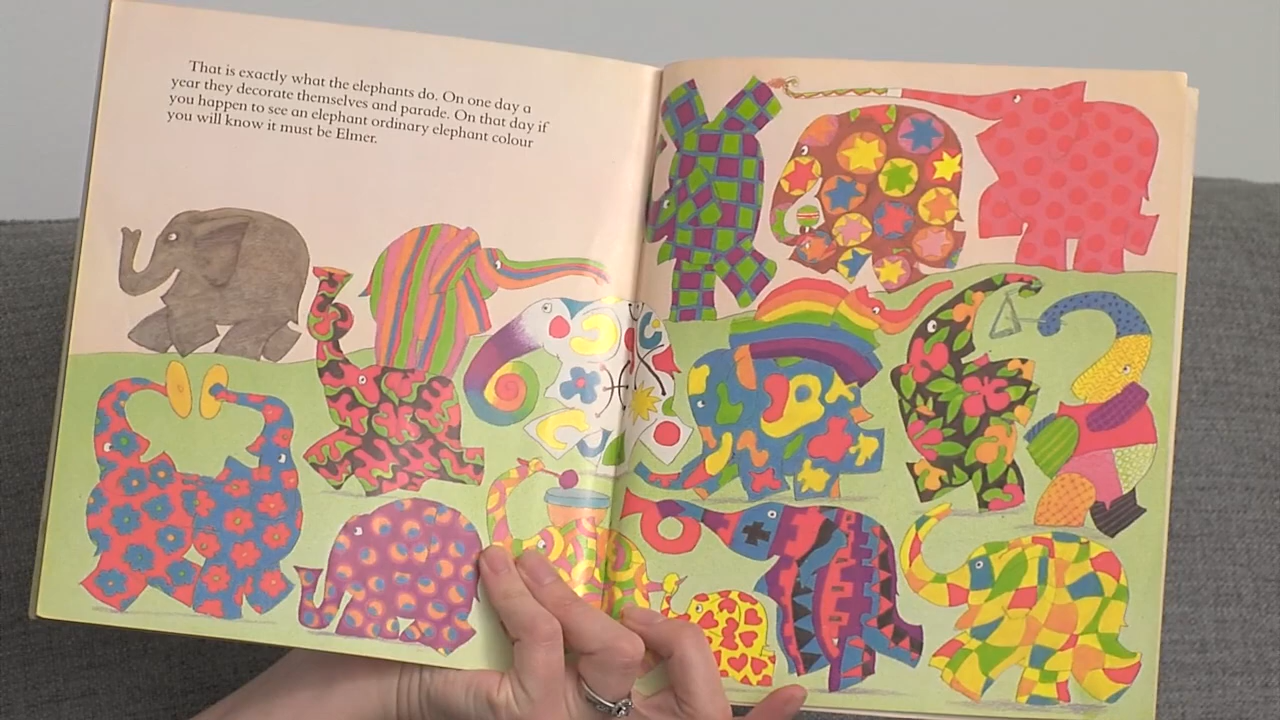 That is exactly what the elephants do. On one day a
year they decorate themselves and parade. On that day if
you happen to see an elephant ordinary elephant colour
you will know it must be Elmer.